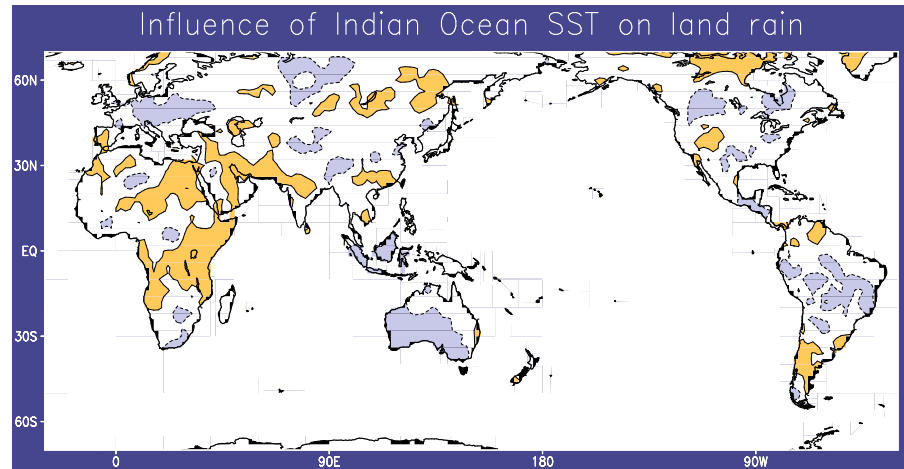 Influence of Indian Ocean SST on land rain
60N
30N
EQ
30S
60S
0 90E 180 90W